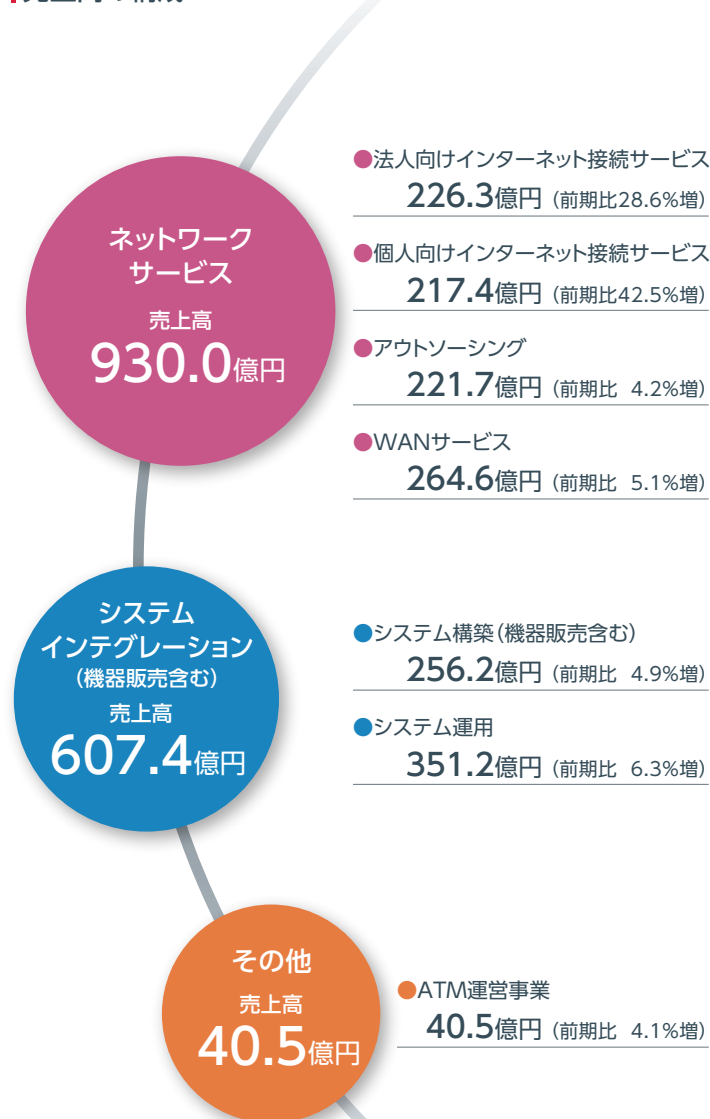 ネットワーク
サービス
売上高
930.0億円
●法人向けインターネット接続サービス
226.3億円（前期比28.6%増）
●個人向けインターネット接続サービス
217.4億円（前期比42.5%増）
●アウトソーシング
221.7億円（前期比 4.2%増）
●WANサービス
264.6億円（前期比 5.1%増）
システム
インテグレーション
（機器販売含む）
売上高
607.4億円
●システム構築（機器販売含む）
256.2億円（前期比 4.9%増）
●システム運用
351.2億円（前期比 6.3%増）
その他
売上高
40.5億円
●ATM運営事業
40.5億円（前期比 4.1%増）